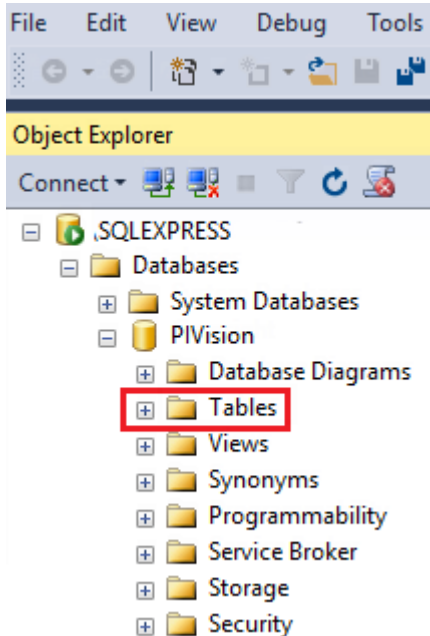 File Edit View Debug Tools
Object Explorer
Connect
.\SQLEXPRESS
Databases
System Databases
PIVision
Database Diagrams
Tables
Views
Synonyms
Programmability
Service Broker
Storage
Security